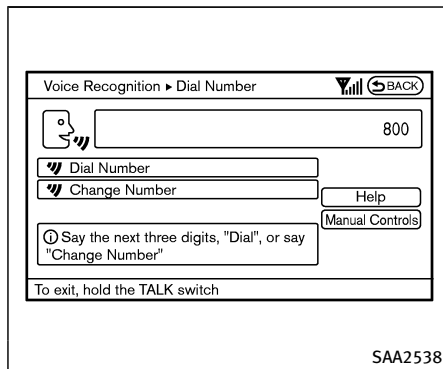 Voice Recognition ▸ Dial Number BACK
800
Dial Number
Change Number
Help
Manual Controls
Say the next three digits, "Dial", or say
"Change Number"
To exit, hold the TALK switch
SAA2538